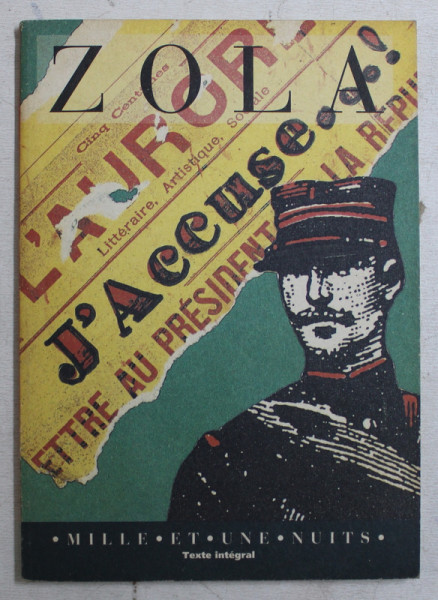 ZOLA
Cinq Centimes
L'AURORE
Littéraire, Artistique, Sociale
J'Accuse...!
LETTRE AU PRÉSIDENT LA RÉPU
•MILLE•ET•UNE•NUITS•
Texte intégral